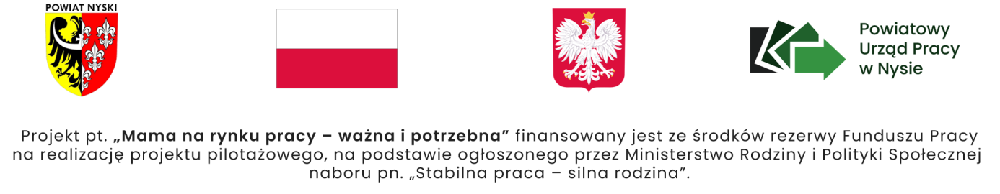 POWIAT NYSKI
Powiatowy
Urząd Pracy
w Nysie
Projekt pt. „Mama na rynku pracy – ważna i potrzebna” finansowany jest ze środków rezerwy Funduszu Pracy
na realizację projektu pilotażowego, na podstawie ogłoszonego przez Ministerstwo Rodziny i Polityki Społecznej
naboru pn. „Stabilna praca – silna rodzina”.